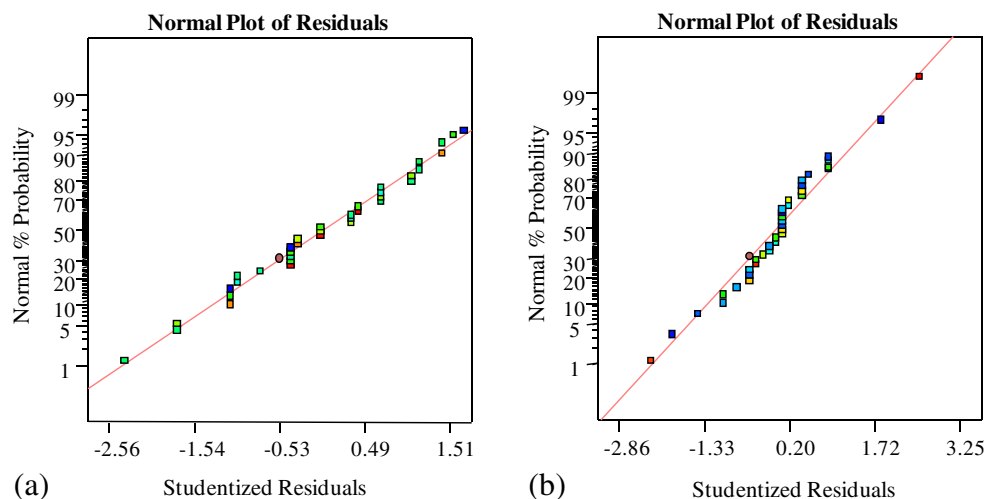 Normal Plot of Residuals
Normal % Probability
99
95
90
80
70
50
30
20
10
5
1
-2.56 -1.54 -0.53 0.49 1.51
(a) Studentized Residuals
Normal Plot of Residuals
Normal % Probability
99
95
90
80
70
50
30
20
10
5
1
-2.86 -1.33 0.20 1.72 3.25
(b) Studentized Residuals